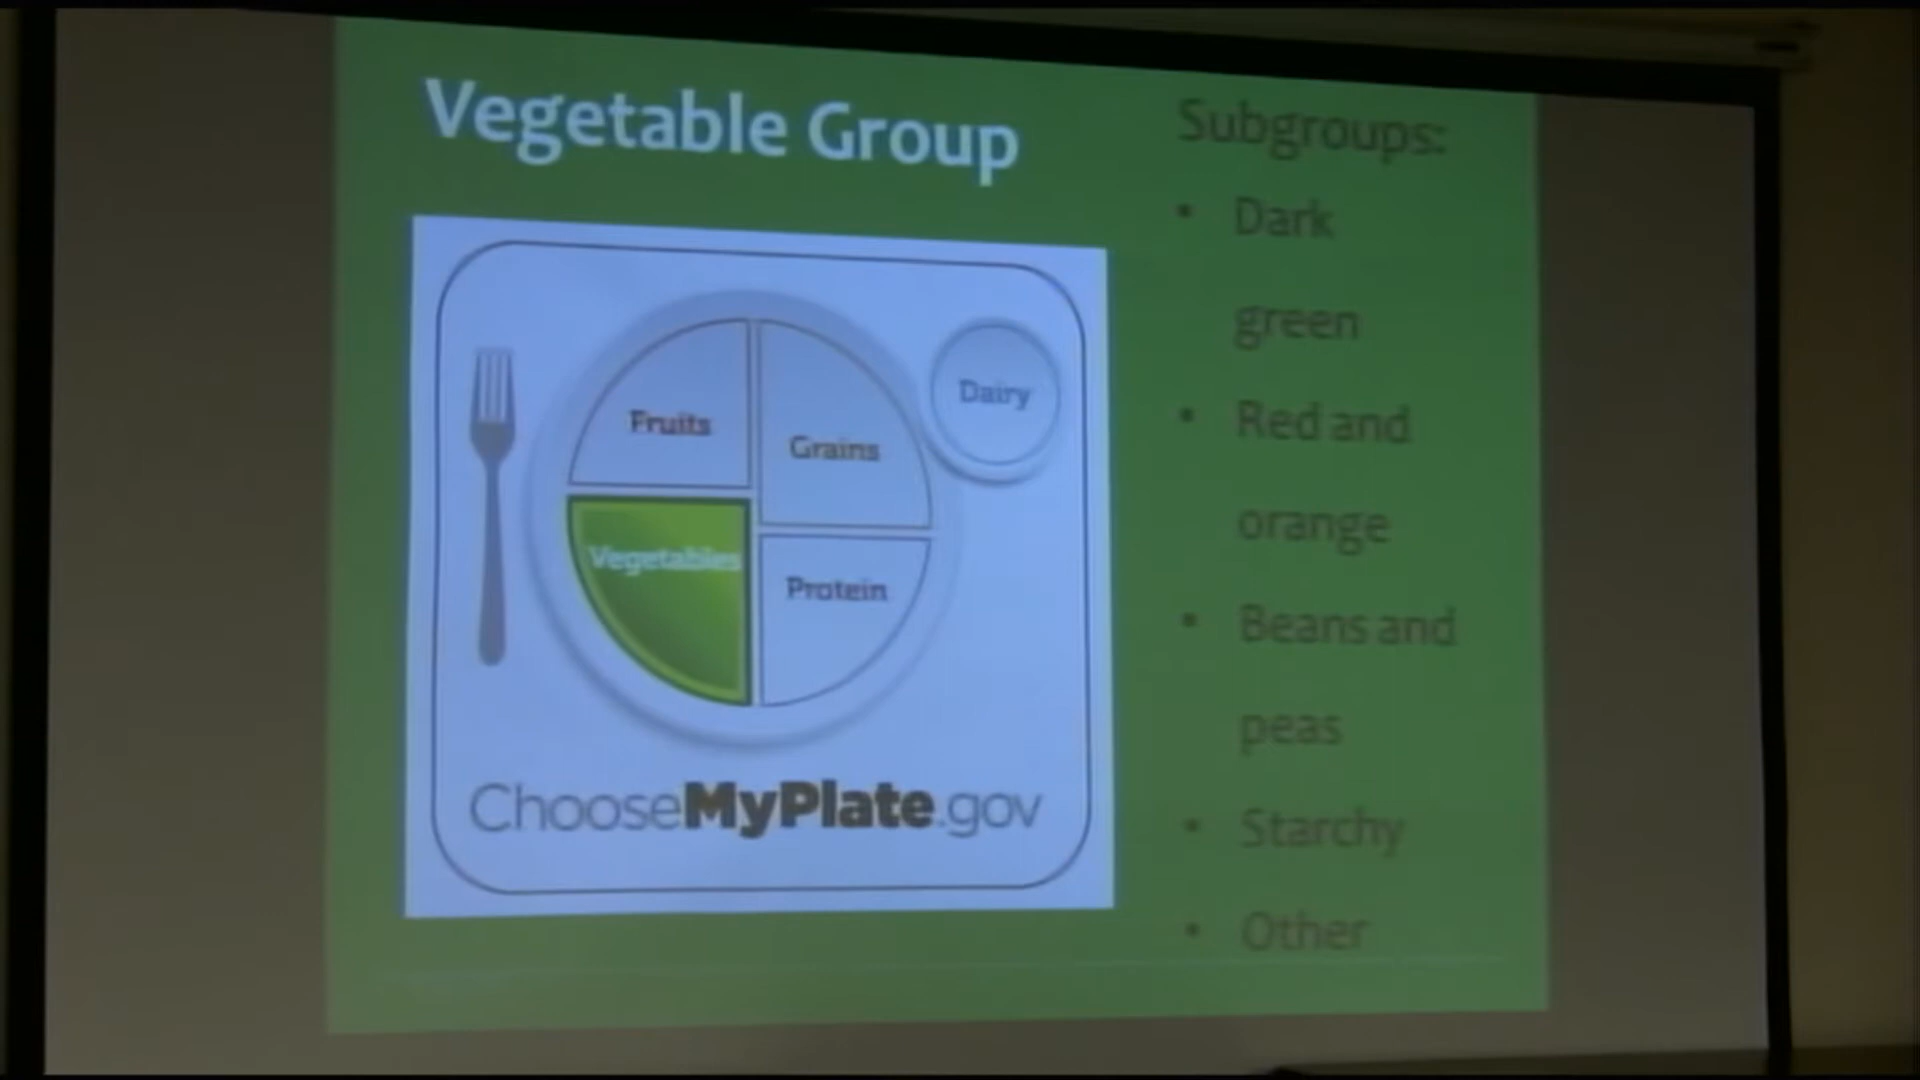 Vegetable Group
Fruits
Grains
Dairy
Vegetables
Protein
ChooseMyPlate.gov
Subgroups:
• Dark
green
• Red and
orange
• Beans and
peas
• Starchy
• Other